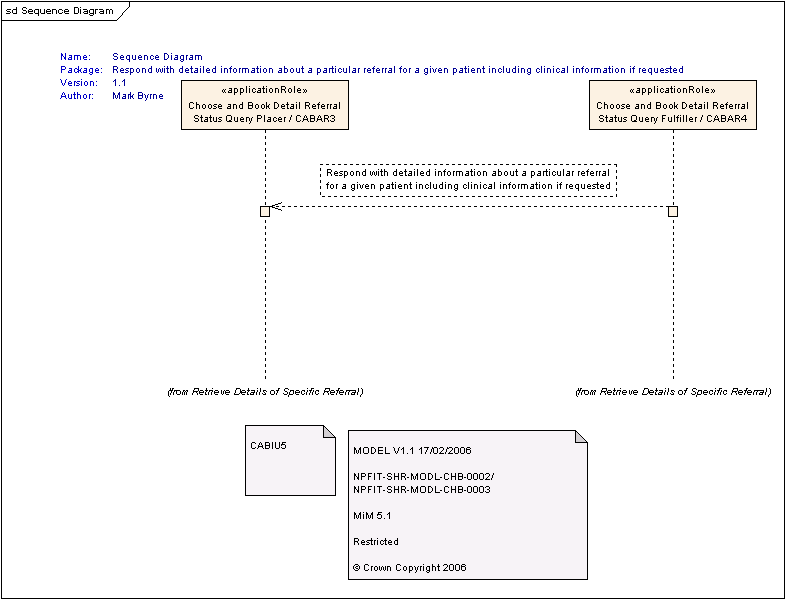 sd Sequence Diagram
Name: Sequence Diagram
Package: Respond with detailed information about a particular referral for a given patient including clinical information if requested
Version: 1.1
Author: Mark Byrne
«applicationRole»
Choose and Book Detail Referral
Status Query Placer / CABAR3
«applicationRole»
Choose and Book Detail Referral
Status Query Fulfiller / CABAR4
Respond with detailed information about a particular referral
for a given patient including clinical information if requested
(from Retrieve Details of Specific Referral)
(from Retrieve Details of Specific Referral)
CABIU5
MODEL V1.1 17/02/2006
NPFIT-SHR-MODL-CHB-0002/
NPFIT-SHR-MODL-CHB-0003
MiM 5.1
Restricted
© Crown Copyright 2006